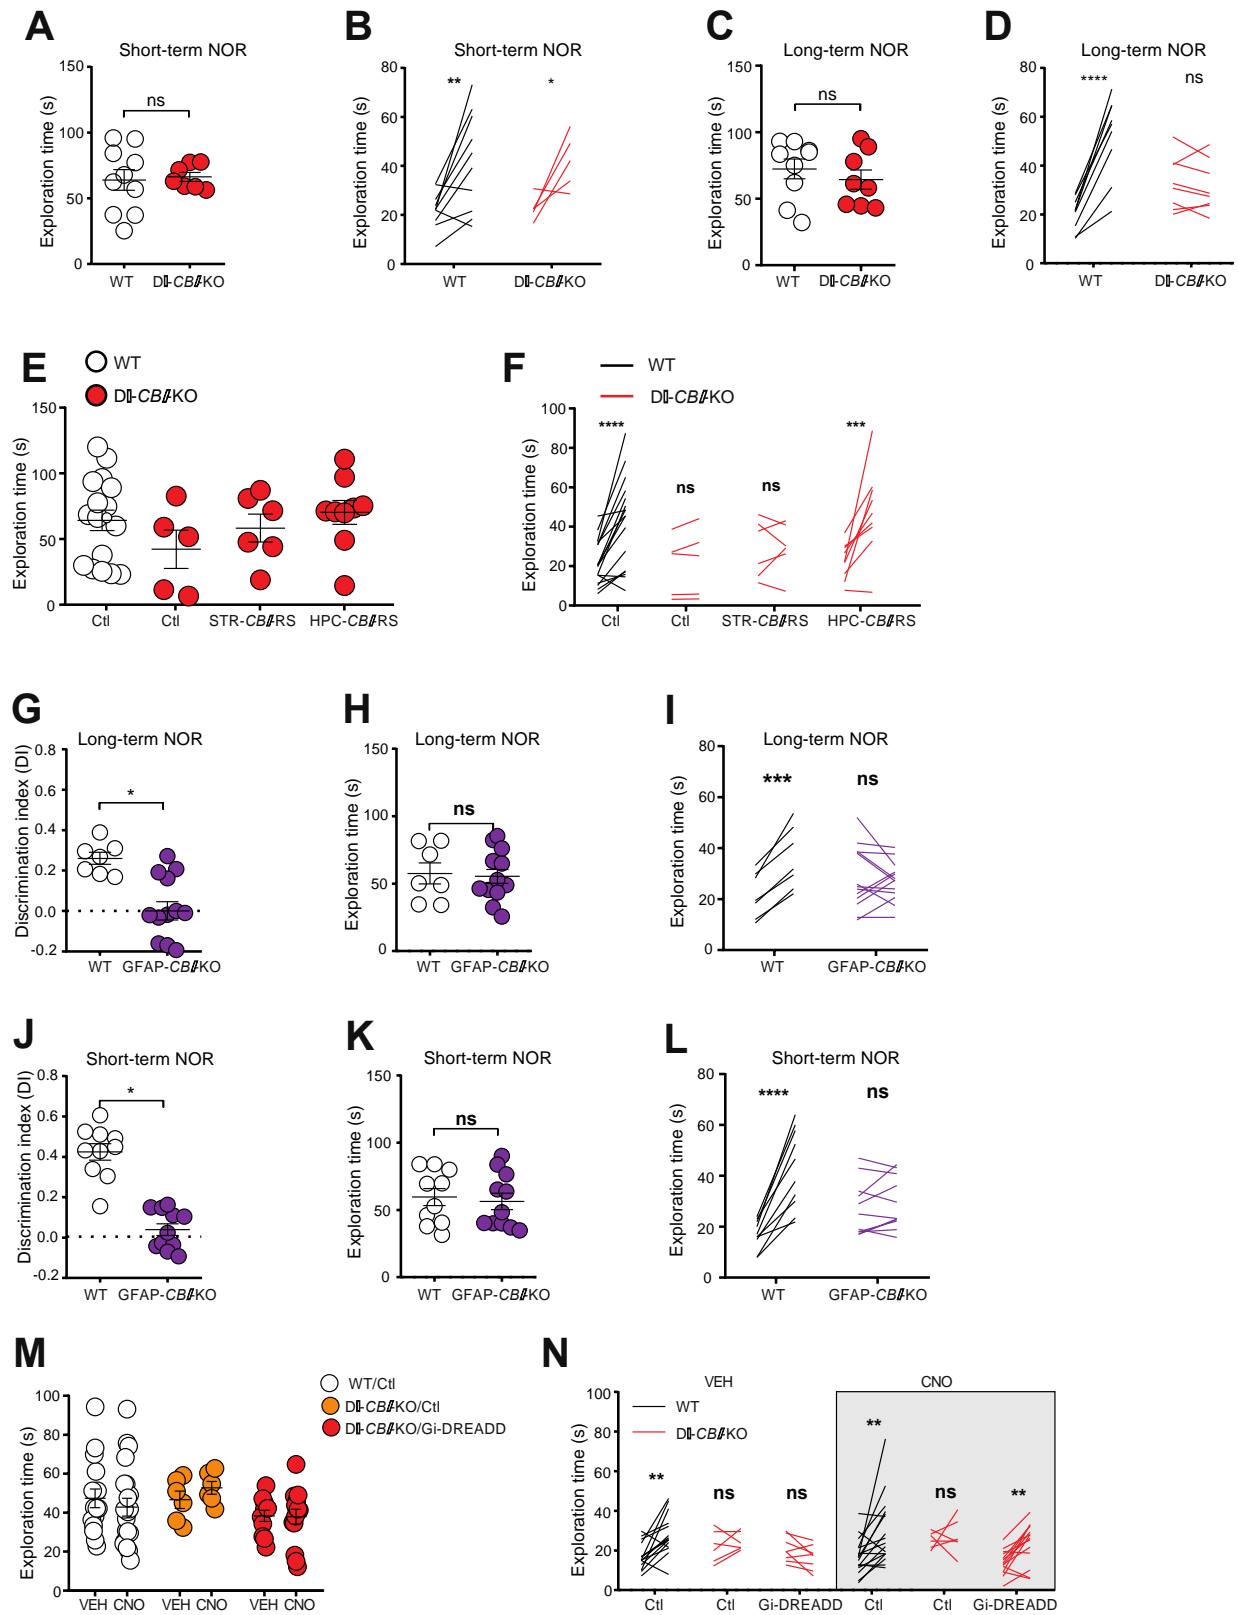 A
Short-term NOR
Exploration time (s)
150
100
50
0
ns
WT
D▯-CB▯-KO
B
Short-term NOR
Exploration time (s)
80
60
40
20
0
**
*
WT
D▯-CB▯-KO
C
Long-term NOR
Exploration time (s)
150
100
50
0
ns
WT
D▯-CB▯-KO
D
Long-term NOR
Exploration time (s)
80
60
40
20
0
****
ns
WT
D▯-CB▯-KO
E
WT
D▯-CB▯-KO
Exploration time (s)
150
100
50
0
Ctl
Ctl
STR-CB▯-RS
HPC-CB▯-RS
F
WT
D▯-CB▯-KO
Exploration time (s)
100
80
60
40
20
0
****
ns
ns
***
Ctl
Ctl
STR-CB▯-RS
HPC-CB▯-RS
G
Long-term NOR
Discrimination index (DI)
0.8
0.6
0.4
0.2
0.0
-0.2
*
WT
GFAP-CB▯-KO
H
Long-term NOR
Exploration time (s)
150
100
50
0
ns
WT
GFAP-CB▯-KO
I
Long-term NOR
Exploration time (s)
80
60
40
20
0
***
ns
WT
GFAP-CB▯-KO
J
Short-term NOR
Discrimination index (DI)
0.8
0.6
0.4
0.2
0.0
-0.2
*
WT
GFAP-CB▯-KO
K
Short-term NOR
Exploration time (s)
150
100
50
0
ns
WT
GFAP-CB▯-KO
L
Short-term NOR
Exploration time (s)
80
60
40
20
0
****
ns
WT
GFAP-CB▯-KO
M
WT/Ctl
D▯-CB▯-KO/Ctl
D▯-CB▯-KO/Gi-DREADD
Exploration time (s)
100
80
60
40
20
0
VEH
CNO
VEH
CNO
VEH
CNO
N
VEH
CNO
WT
D▯-CB▯-KO
Exploration time (s)
100
80
60
40
20
0
**
ns
ns
**
ns
**
Ctl
Ctl
Gi-DREADD
Ctl
Ctl
Gi-DREADD